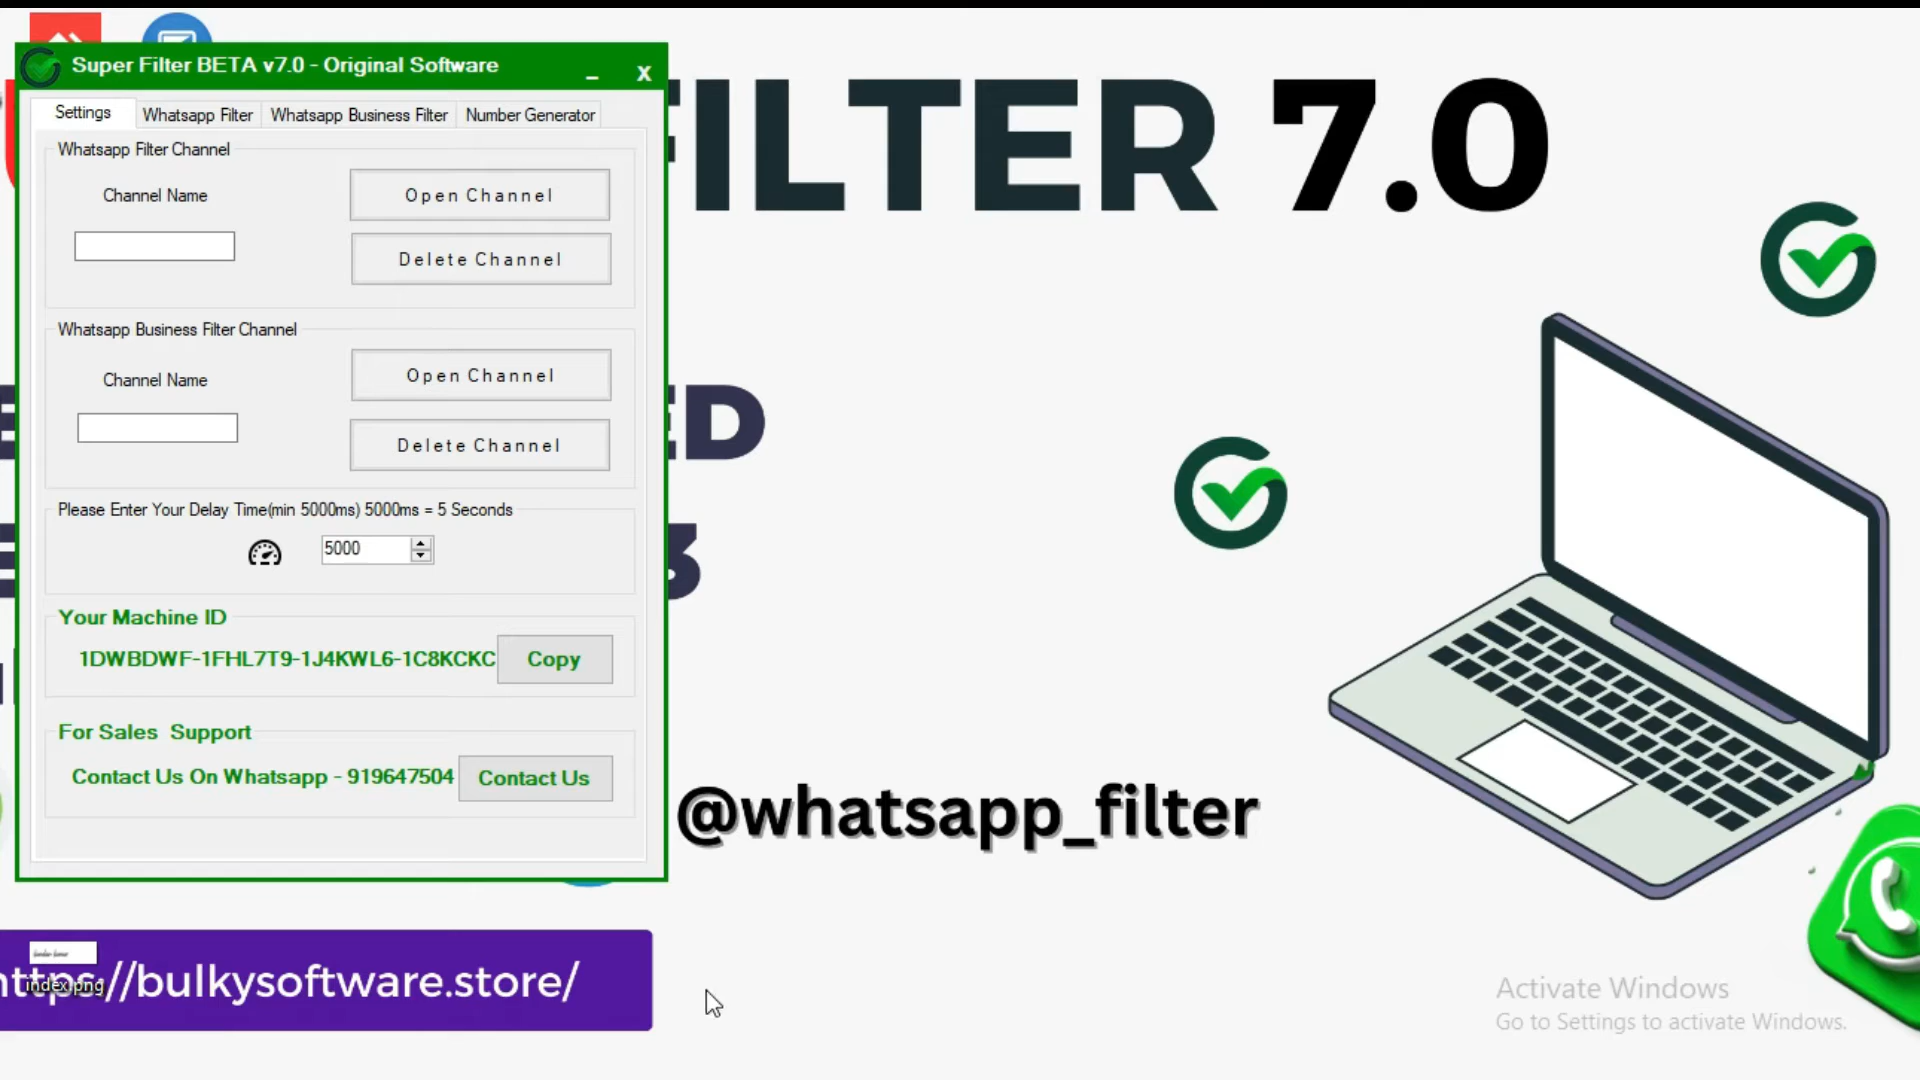 Super Filter BETA v7.0 - Original Software
_ x
FILTER 7.0
Settings Whatsapp Filter Whatsapp Business Filter Number Generator
Whatsapp Filter Channel
Channel Name
Open Channel
Delete Channel
Whatsapp Business Filter Channel
Channel Name
Open Channel
ED
Delete Channel
Please Enter Your Delay Time(min 5000ms) 5000ms = 5 Seconds
5000
3
Your Machine ID
1DWBDWF-1FHL7T9-1J4KWL6-1C8KCKC
Copy
For Sales Support
Contact Us On Whatsapp - 919647504
Contact Us
@whatsapp_filter
https://bulkysoftware.store/
index.png
Activate Windows
Go to Settings to activate Windows.